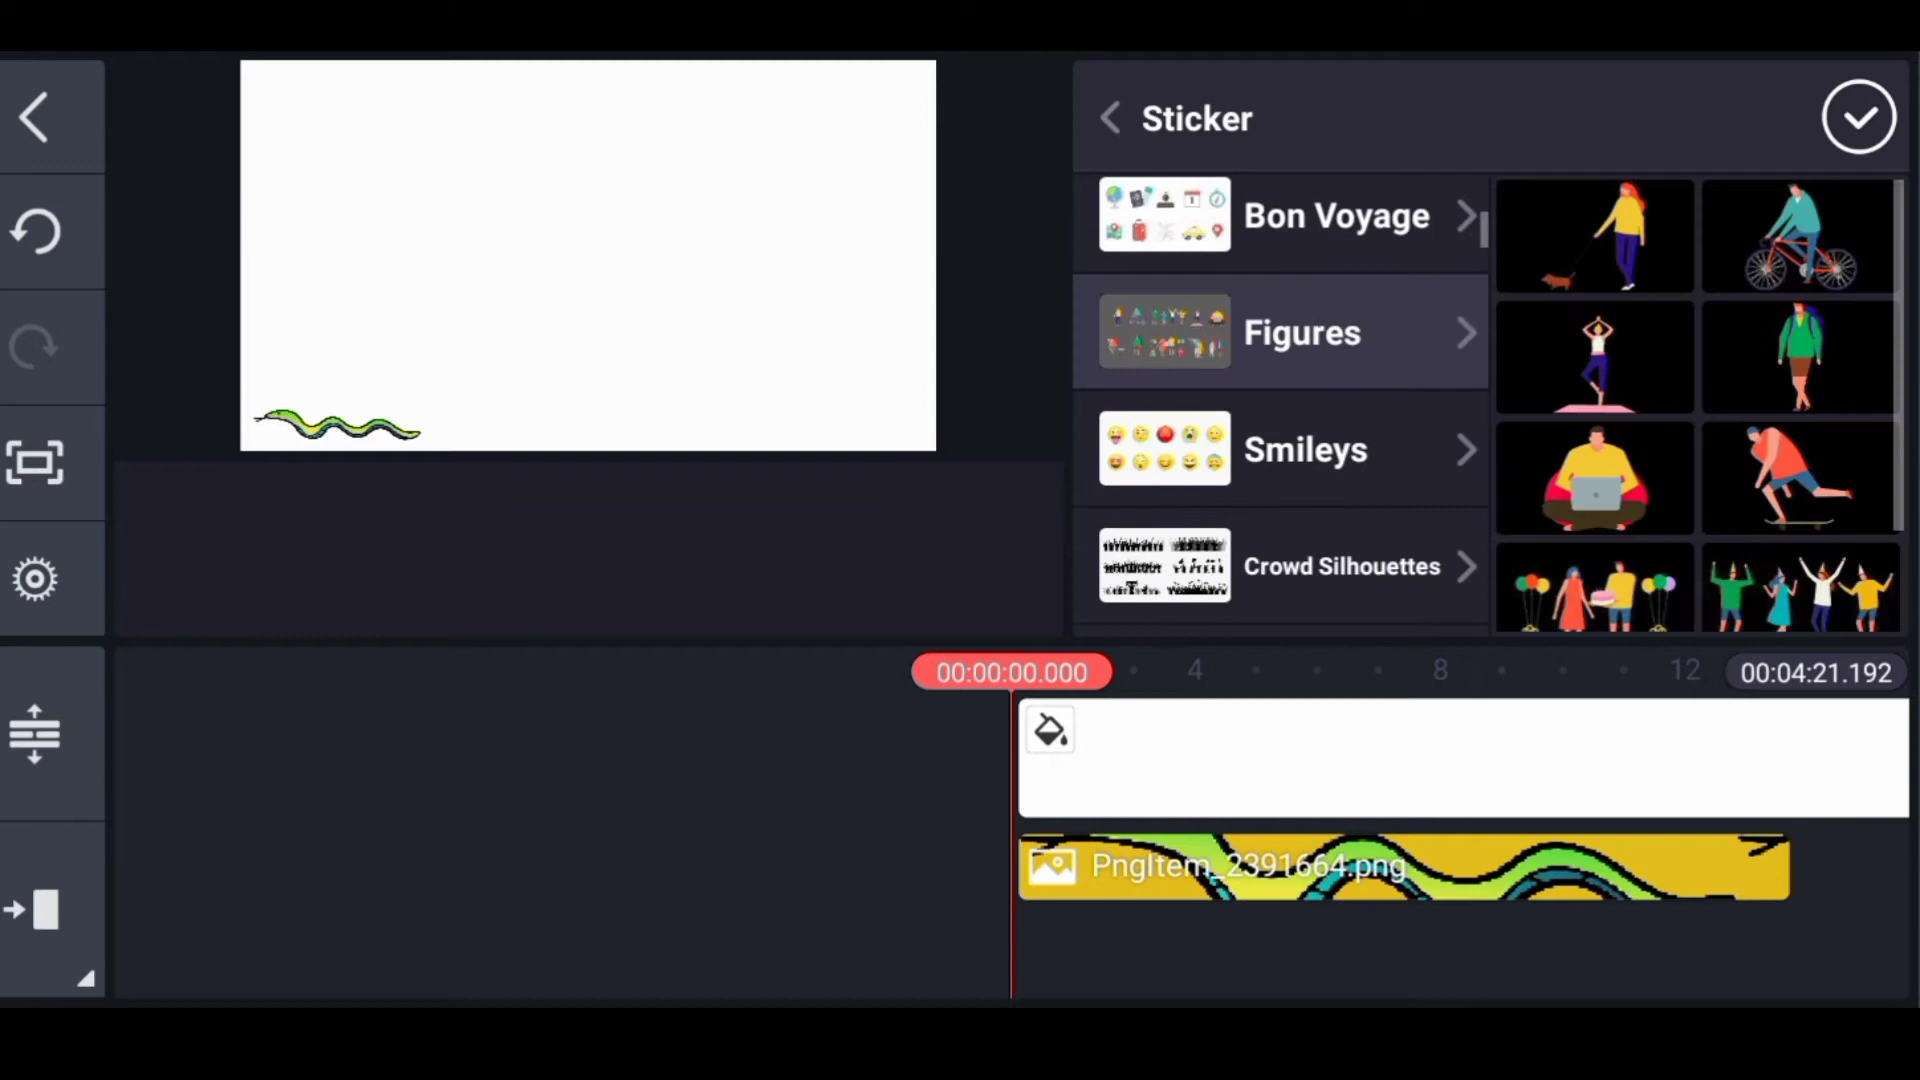 Sticker
Bon Voyage
Figures
Smileys
Crowd Silhouettes
00:00:00.000
4
8
12
00:04:21.192
PngItem_2391664.png